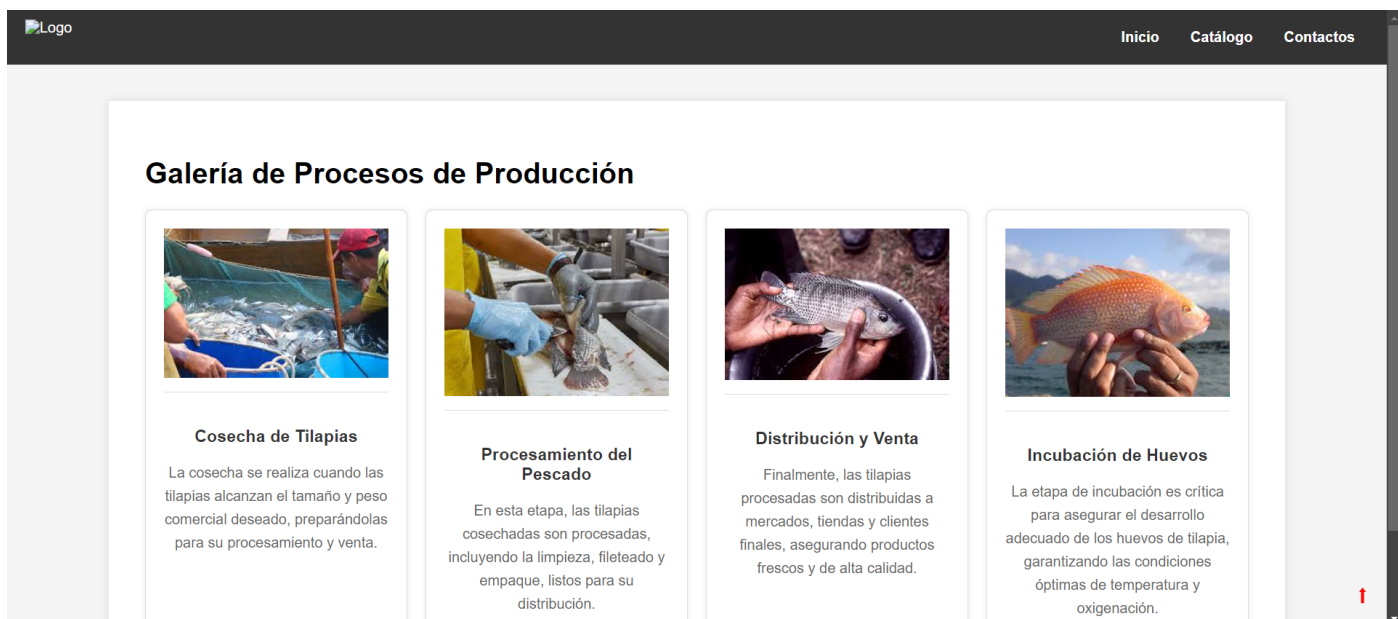 Logo
Inicio Catálogo Contactos
Galería de Procesos de Producción
Cosecha de Tilapias
La cosecha se realiza cuando las
tilapias alcanzan el tamaño y peso
comercial deseado, preparándolas
para su procesamiento y venta.
Procesamiento del
Pescado
En esta etapa, las tilapias
cosechadas son procesadas,
incluyendo la limpieza, fileteado y
empaque, listos para su
distribución.
Distribución y Venta
Finalmente, las tilapias
procesadas son distribuidas a
mercados, tiendas y clientes
finales, asegurando productos
frescos y de alta calidad.
Incubación de Huevos
La etapa de incubación es crítica
para asegurar el desarrollo
adecuado de los huevos de tilapia,
garantizando las condiciones
óptimas de temperatura y
oxigenación.